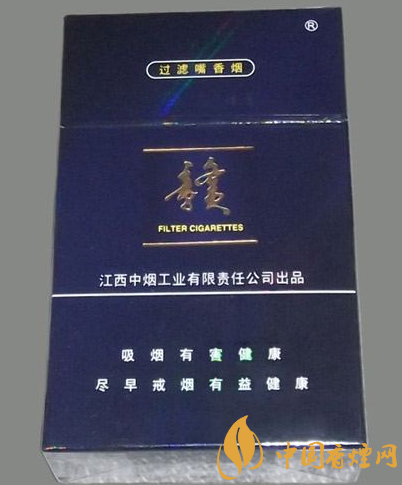 ®
过滤嘴香烟
赣
FILTER CIGARETTES
江西中烟工业有限责任公司出品
吸烟有害健康
尽早戒烟有益健康
中国香烟网